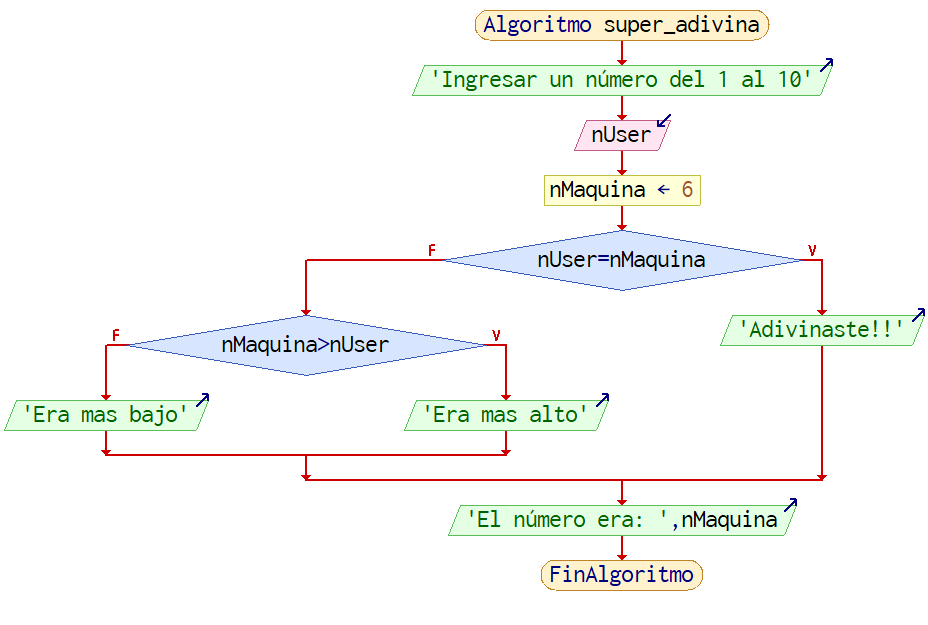 Algoritmo super_adivina
'Ingresar un número del 1 al 10'
nUser
nMaquina ← 6
nUser=nMaquina
F
V
nMaquina>nUser
F
V
'Adivinaste!!'
'Era mas bajo'
'Era mas alto'
'El número era: ',nMaquina
FinAlgoritmo